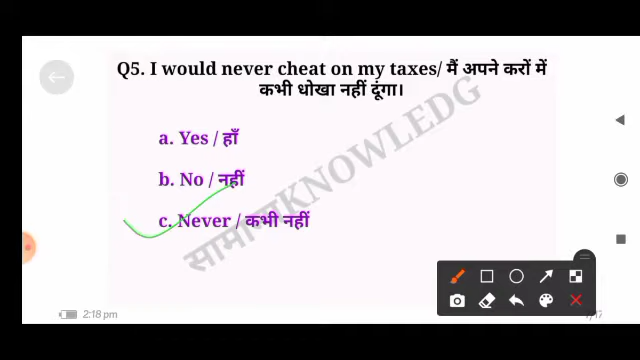 Q5. I would never cheat on my taxes/ मैं अपने करों में
कभी धोखा नहीं दूंगा।
a. Yes / हाँ
b. No / नहीं
c. Never / कभी नहीं
सामान्यKNOWLEDG
2:18 pm